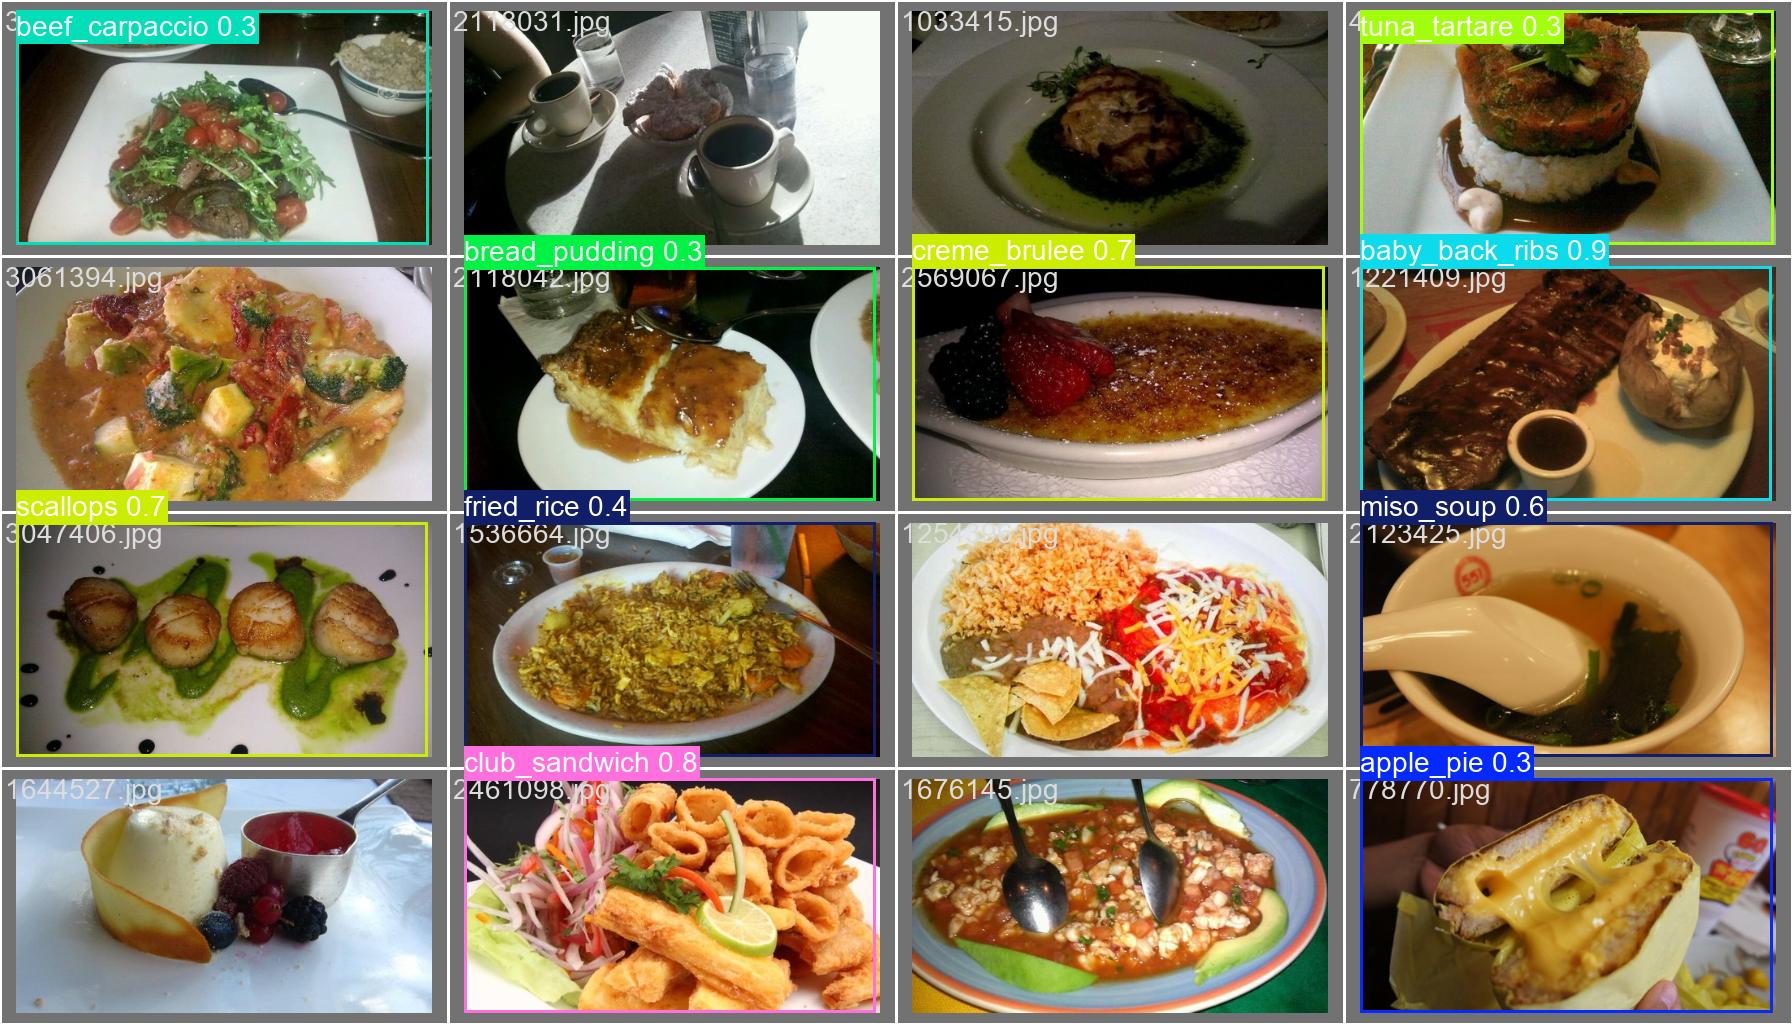 beef_carpaccio 0.3
2118031.jpg
1033415.jpg
tuna_tartare 0.3
3061394.jpg
bread_pudding 0.3
2118042.jpg
creme_brulee 0.7
2569067.jpg
baby_back_ribs 0.9
1221409.jpg
scallops 0.7
3047406.jpg
fried_rice 0.4
1536664.jpg
miso_soup 0.6
2123425.jpg
551
1644527.jpg
club_sandwich 0.8
2461098.jpg
1676145.jpg
apple_pie 0.3
778770.jpg